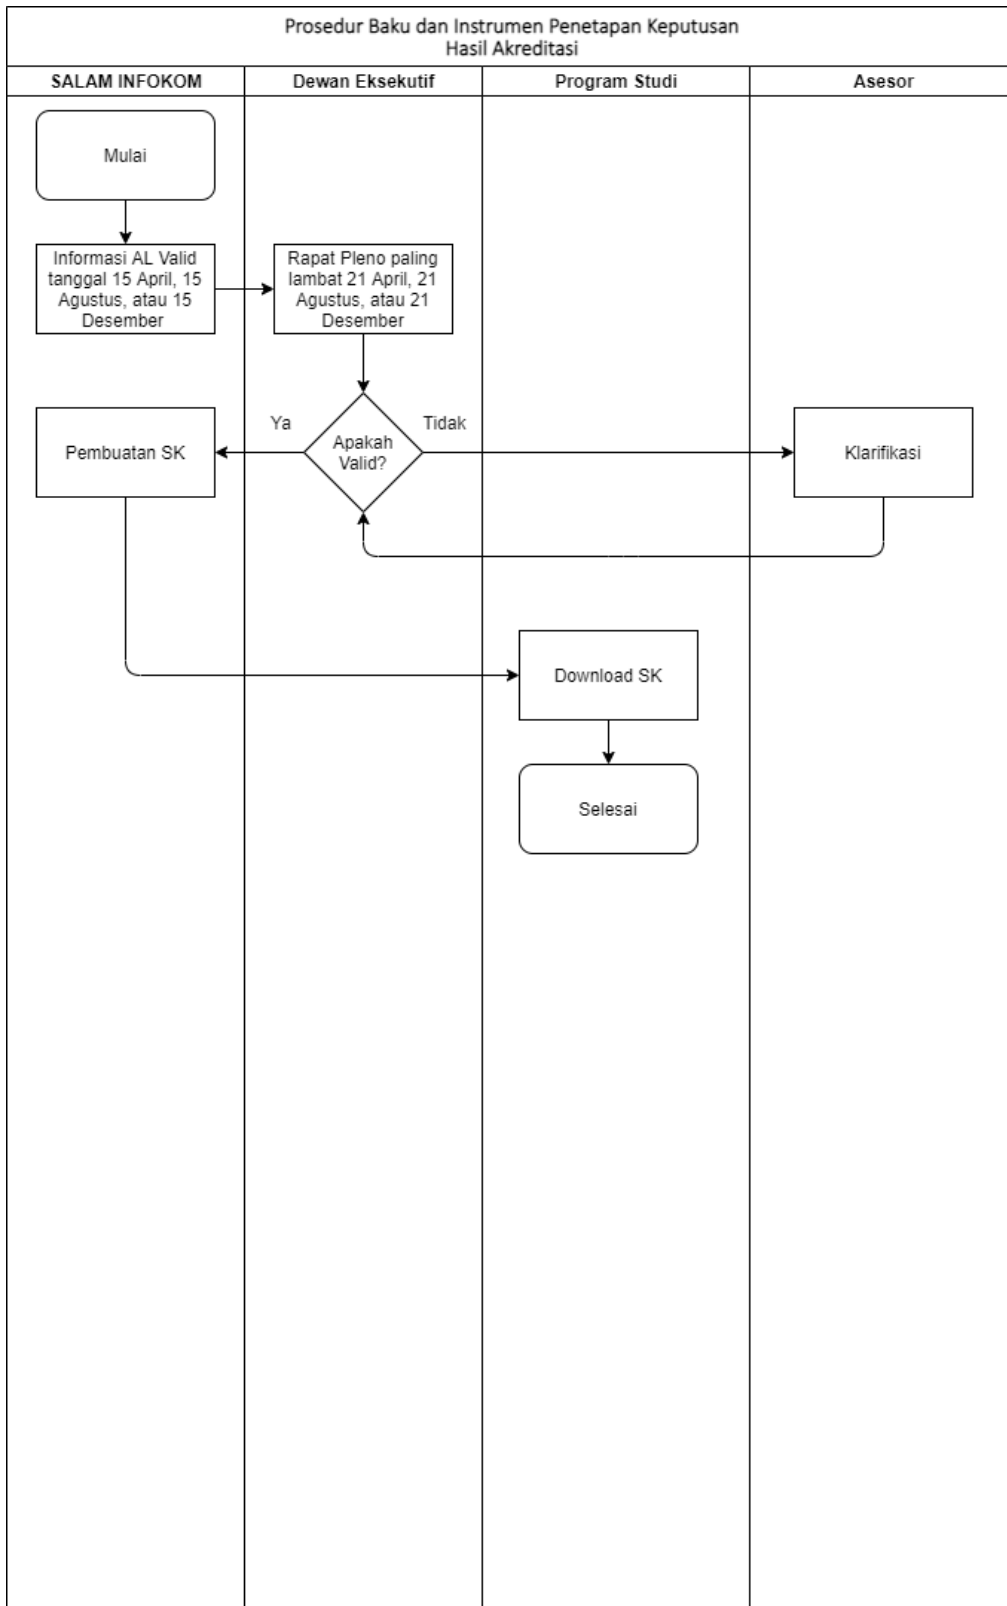 Prosedur Baku dan Instrumen Penetapan Keputusan
Hasil Akreditasi
SALAM INFOKOM
Dewan Eksekutif
Program Studi
Asesor
Mulai
Informasi AL Valid
tanggal 15 April, 15
Agustus, atau 15
Desember
Rapat Pleno paling
lambat 21 April, 21
Agustus, atau 21
Desember
Pembuatan SK
Ya
Apakah
Valid?
Tidak
Klarifikasi
Download SK
Selesai